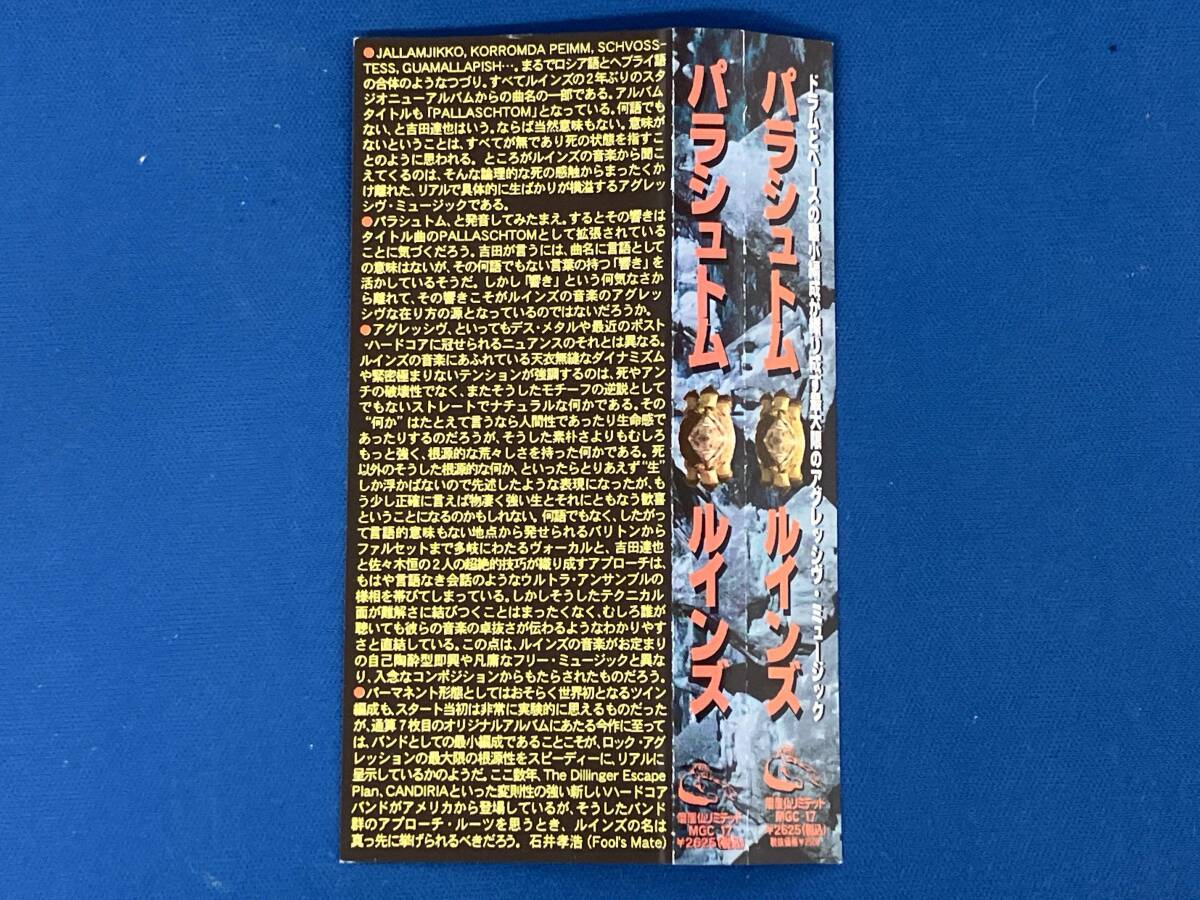 ●JALLAMJIKKO, KORROMDA PEIMM, SCHVOSS-
TESS, GUAMALLAPISH…。まるでロシア語とヘブライ語
の合体のようなつづり。すべてルインズの2年ぶりのスタ
ジオニューアルバムからの曲名の一部である。アルバム
タイトルも「PALLASCHTOM」となっている。何語でも
ない、と吉田達也はいう。ならば当然意味もない。意味が
ないということは、すべてが無であり死の状態を指すこ
とのように思われる。ところがルインズの音楽から聞こ
えてくるのは、そんな論理的な死の感触からまったくか
け離れた、リアルで具体的に生ばかりが横溢するアグレッ
シヴ・ミュージックである。
●パラシュトム、と発音してみたまえ。するとその響きは
タイトル曲のPALLASCHTOMとして拡張されている
ことに気づくだろう。吉田が言うには、曲名に言語として
の意味はないが、その何語でもない言葉の持つ「響き」を
活かしているそうだ。しかし「響き」という何気なさか
ら離れて、その響きこそがルインズの音楽のアグレッ
シヴな在り方の源となっているのではないだろうか。
●アグレッシヴ、といってもデス・メタルや最近のポスト
・ハードコアに冠せられるニュアンスのそれとは異なる。
ルインズの音楽にあふれている天衣無縫なダイナミズム
や緊密極まりないテンションが強調するのは、死やアン
チの破壊性でなく、またそうしたモチーフの逆説として
でもないストレートでナチュラルな何かである。その
“何か”はたとえて言うなら人間性であったり生命感で
あったりするのだろうが、そうした素朴さよりもむしろ
もっと強く、根源的な荒々しさを持った何かである。死
以外のそうした根源的な何か、といったらとりあえず“生”
しか浮かばないので先述したような表現になったが、も
う少し正確に言えば物凄く強い生とそれにともなう歓喜
ということになるのかもしれない。何語でもなく、したがっ
て言語的意味もない地点から発せられるバリトンから
ファルセットまで多岐にわたるヴォーカルと、吉田達也
と佐々木恒の2人の超絶的技巧が織り成すアプローチは、
もはや言語なき会話のようなウルトラ・アンサンブルの
様相を帯びてしまっている。しかしそうしたテクニカル
面が難解さに結びつくことはまったくなく、むしろ誰が
聴いても彼らの音楽の卓抜さが伝わるようなわかりやす
さと直結している。この点は、ルインズの音楽がお定まり
の自己陶酔型即興や凡庸なフリー・ミュージックと異な
り、入念なコンポジションからもたらされたものだろう。
●パーマネント形態としてはおそらく世界初となるツイン
編成も、スタート当初は非常に実験的に思えるものだった
が、通算7枚目のオリジナルアルバムにあたる今作に至って
は、バンドとしての最小編成であることこそが、ロック・アグ
レッションの最大限の根源性をスピーディーに、リアルに
呈示しているかのようだ。ここ数年、The Dillinger Escape
Plan、CANDIRIAといった変則性の強い新しいハードコア
バンドがアメリカから登場しているが、そうしたバンド
群のアプローチ・ルーツを思うとき、ルインズの名は
真っ先に挙げられるべきだろう。 石井孝浩 (Fool's Mate)
パラシュトム
ルインズ
磨崖仏リミテッド
MGC 17
¥2625(税込)
パラシュトム
ルインズ
磨崖仏リミテッド
MGC 17
¥2625(税込)
税抜価格¥2500
ドラムとベースの最小編成が織り成す最大限のアグレッシヴ・ミュージック